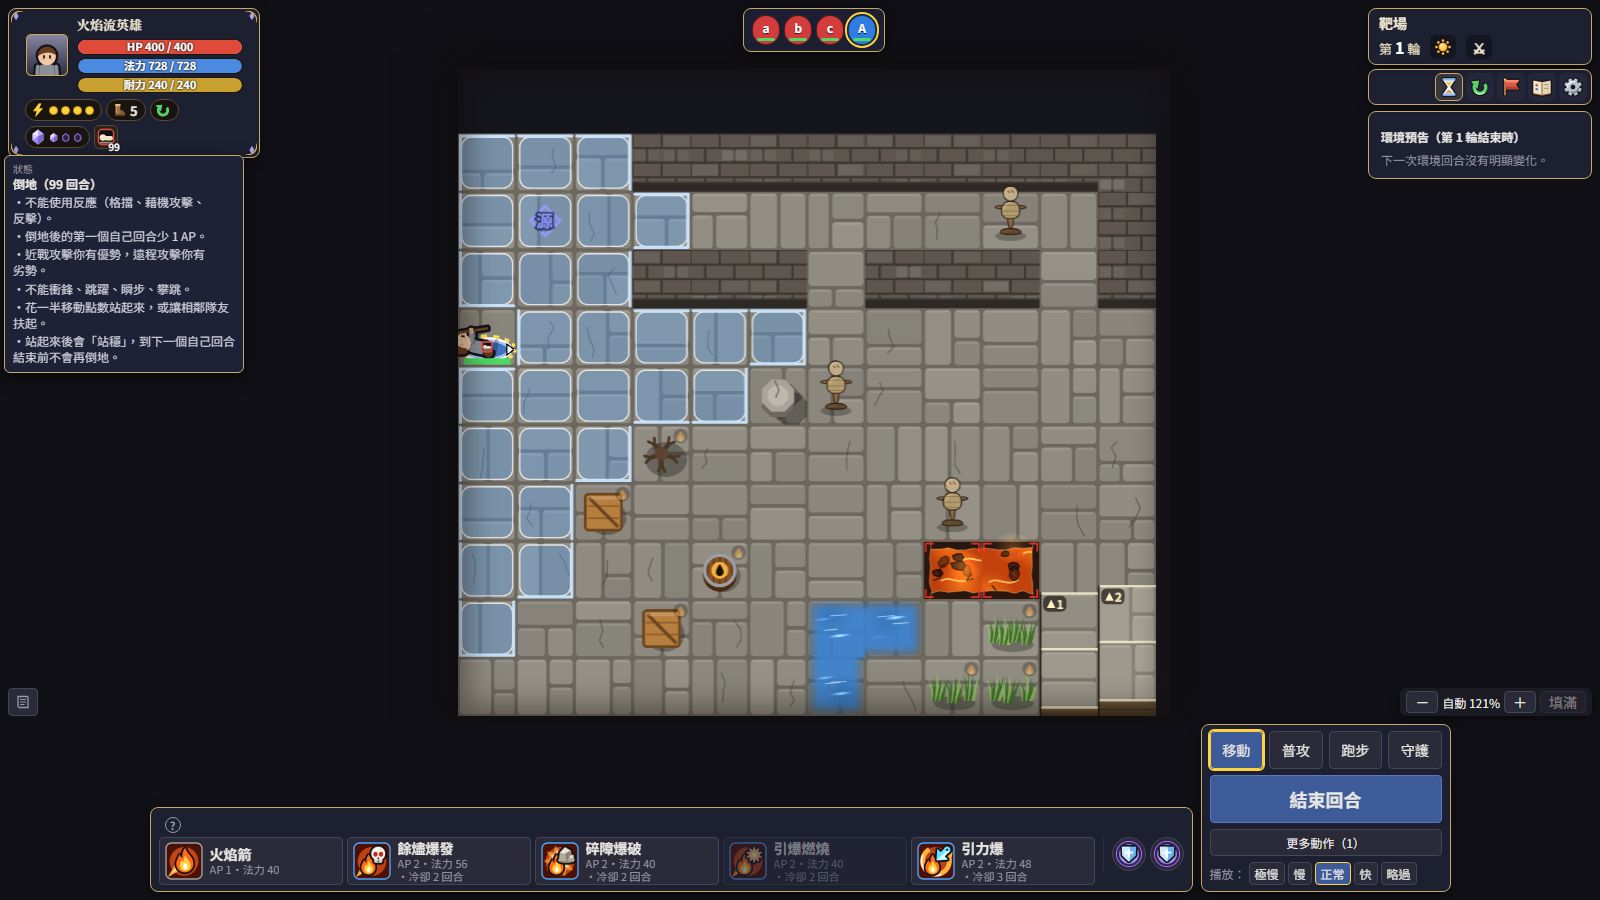 火焰流英雄
HP 400 / 400
法力 728 / 728
耐力 240 / 240
5
99
狀態
倒地（99 回合）
・不能使用反應（格擋、藉機攻擊、
反擊）。
・倒地後的第一個自己回合少 1 AP。
・近戰攻擊你有優勢，遠程攻擊你有
劣勢。
・不能衝鋒、跳躍、瞬步、攀跳。
・花一半移動點數站起來，或讓相鄰隊友
扶起。
・站起來後會「站穩」，到下一個自己回合
結束前不會再倒地。
a b c A
靶場
第 1 輪
環境預告（第 1 輪結束時）
下一次環境回合沒有明顯變化。
源
▲1
▲2
− 自動 121% + 填滿
移動 普攻 跑步 守護
結束回合
更多動作（1）
播放： 極慢 慢 正常 快 略過
?
火焰箭
AP 1・法力 40
餘燼爆發
AP 2・法力 56
・冷卻 2 回合
碎障爆破
AP 2・法力 40
・冷卻 2 回合
引爆燃燒
AP 2・法力 40
・冷卻 2 回合
引力爆
AP 2・法力 48
・冷卻 3 回合